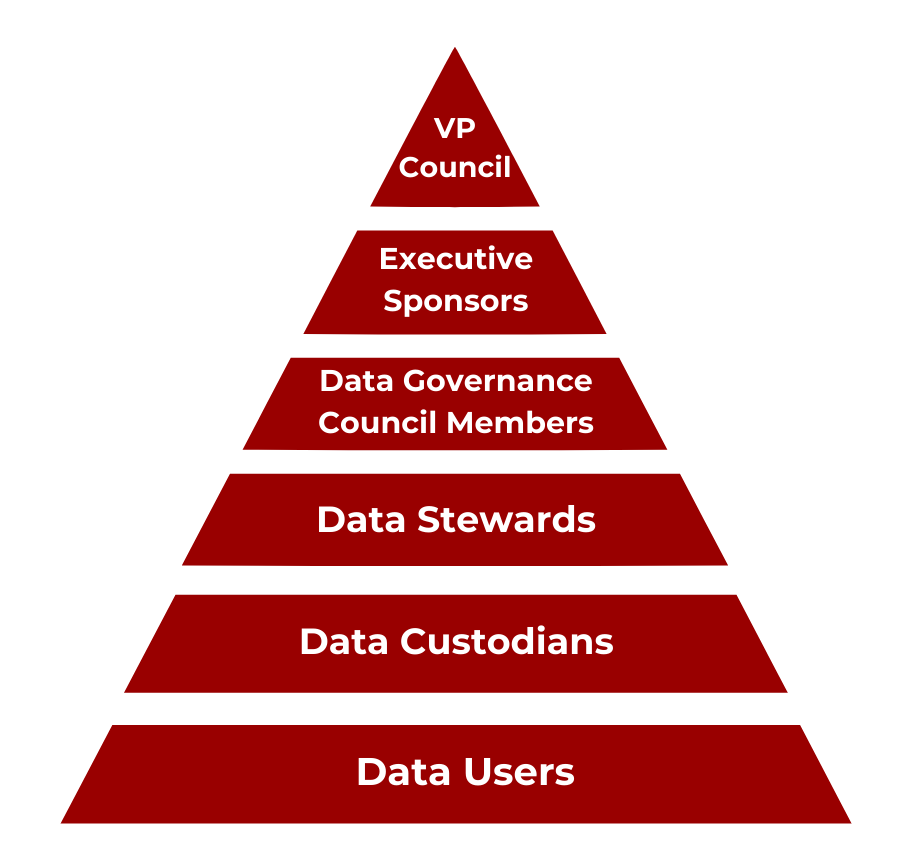 VP
Council
Executive
Sponsors
Data Governance
Council Members
Data Stewards
Data Custodians
Data Users